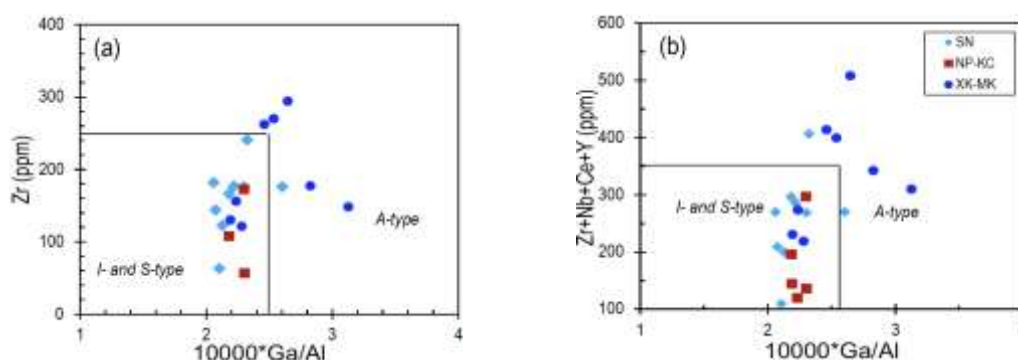 400
(a)
300
Zr (ppm)
200
100
0
I- and S-type
A-type
1
2
3
4
10000*Ga/Al
600
(b)
SN
NP-KC
XK-MK
500
Zr+Nb+Ce+Y (ppm)
400
300
200
100
I- and S-type
A-type
1
2
3
4
10000*Ga/Al